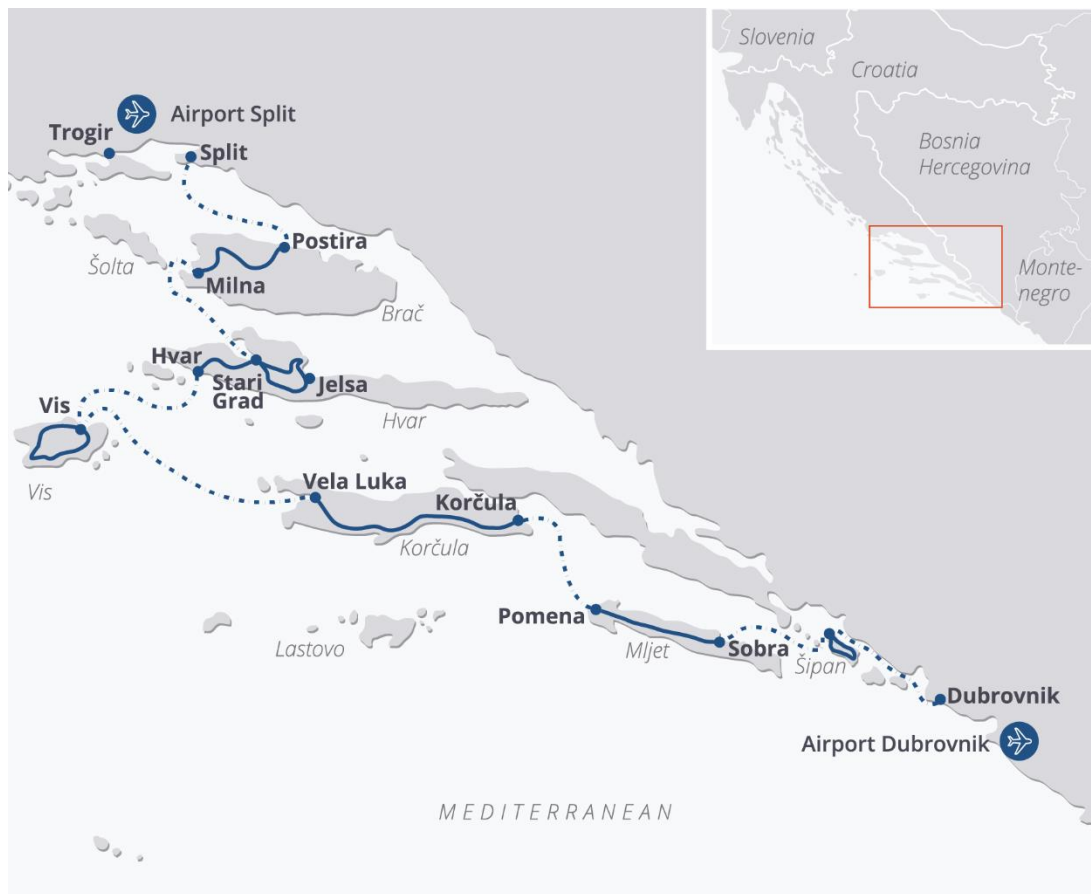 Slovenia
Croatia
Bosnia
Hercegovina
Monte-
negro
Airport Split
Trogir
Split
Postira
Šolta
Milna
Brač
Hvar
Stari
Grad
Jelsa
Hvar
Vis
Vis
Vela Luka
Korčula
Korčula
Pomena
Lastovo
Mljet
Sobra
Šipan
Dubrovnik
Airport Dubrovnik
MEDITERRANEAN